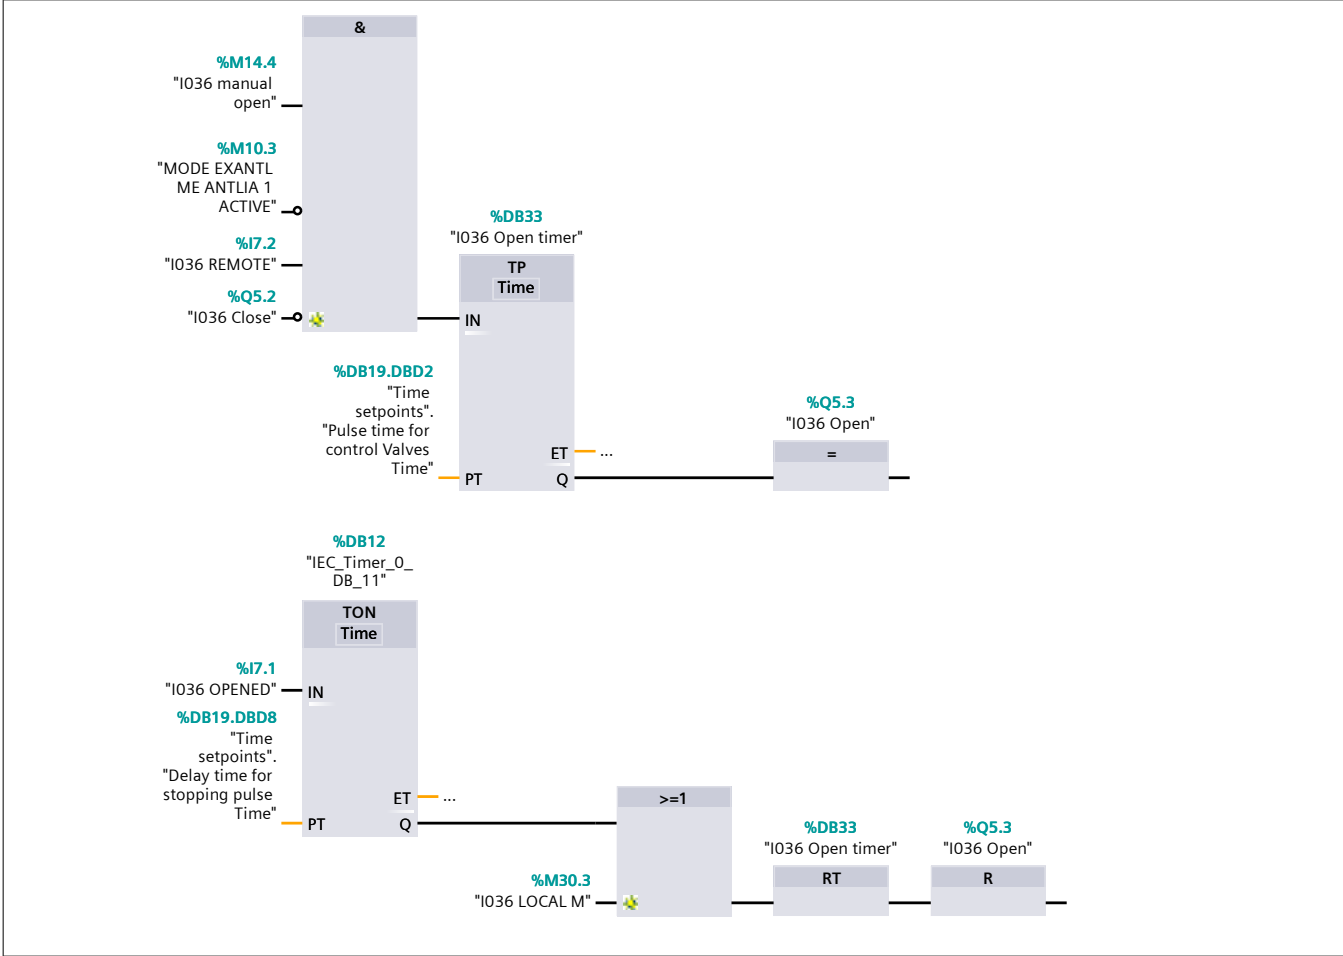 &
%M14.4
"I036 manual
open"
%M10.3
"MODE EXANTL
ME ANTLIA 1
ACTIVE"
%I7.2
"I036 REMOTE"
%Q5.2
"I036 Close"
%DB33
"I036 Open timer"
TP
Time
IN
%DB19.DBD2
"Time
setpoints".
"Pulse time for
control Valves
Time"
PT
ET
...
Q
%Q5.3
"I036 Open"
=
%DB12
"IEC_Timer_0_
DB_11"
TON
Time
%I7.1
"I036 OPENED"
IN
%DB19.DBD8
"Time
setpoints".
"Delay time for
stopping pulse
Time"
PT
ET
...
Q
>=1
%M30.3
"I036 LOCAL M"
%DB33
"I036 Open timer"
RT
%Q5.3
"I036 Open"
R